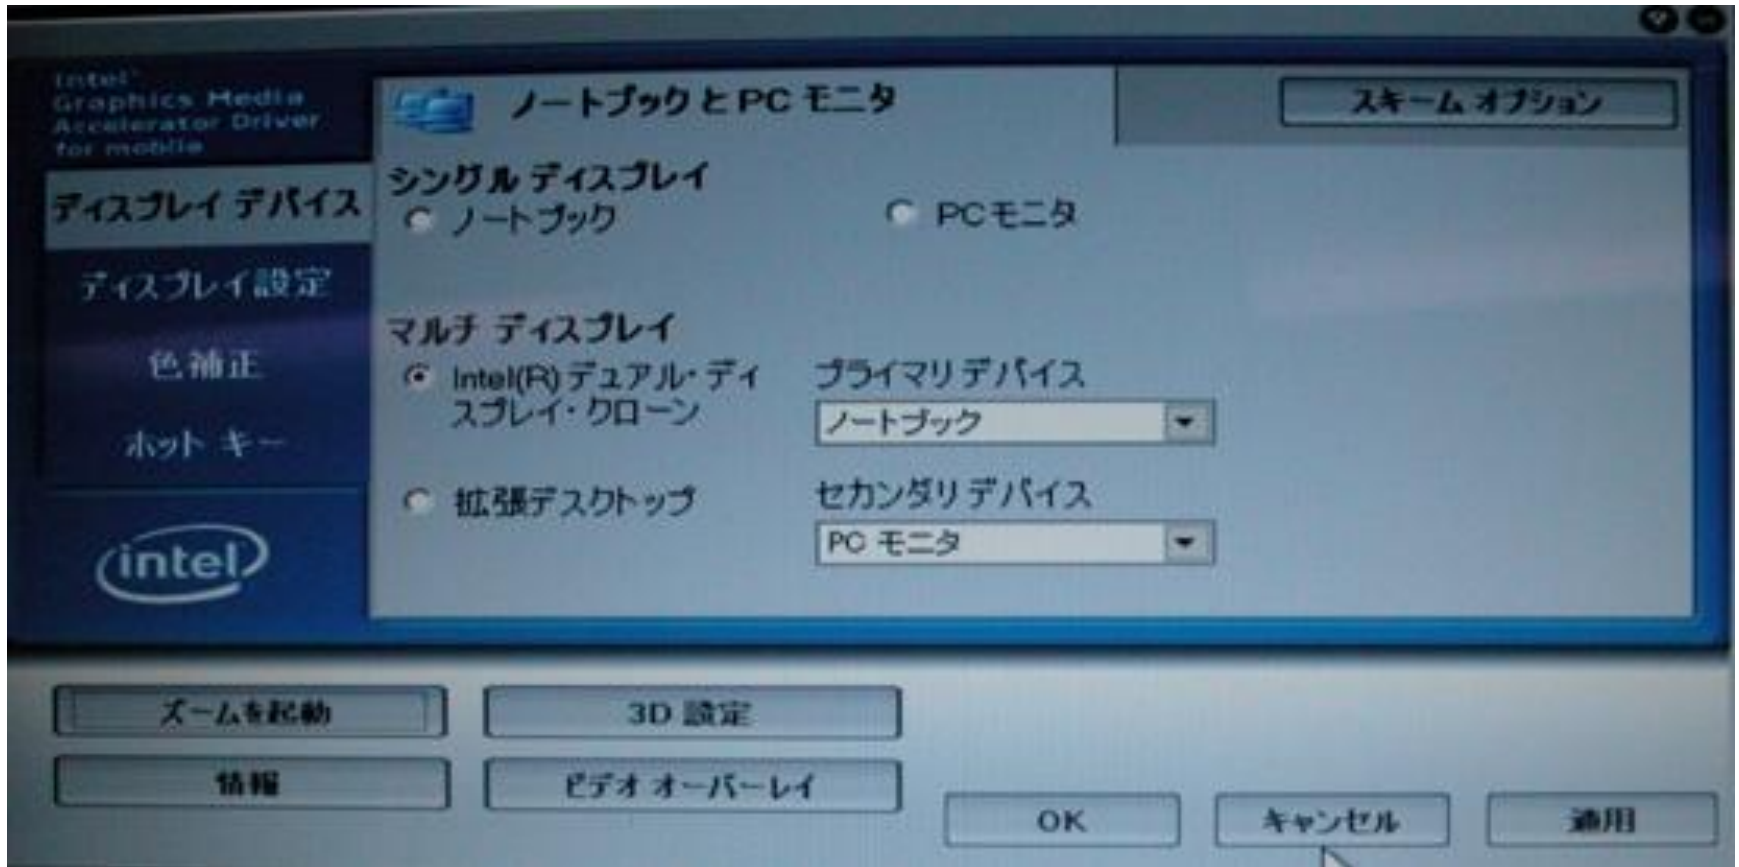 intel
Graphics Media
Accelerator Driver
for mobile
ノートブックと PC モニタ
スキーム オプション
ディスプレイ デバイス
ディスプレイ設定
色補正
ホット キー
intel
シングル ディスプレイ
ノートブック
PCモニタ
マルチ ディスプレイ
Intel(R) デュアル・ディ
スプレイ・クローン
プライマリ デバイス
ノートブック
拡張デスクトップ
セカンダリ デバイス
PC モニタ
ズームを起動
3D 設定
情報
ビデオ オーバーレイ
OK
キャンセル
適用